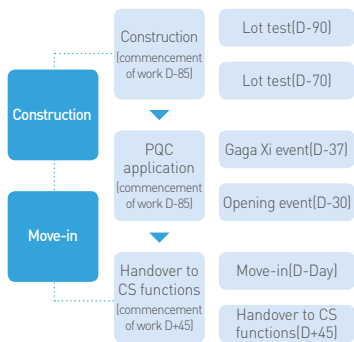 Construction
Move-in
Construction
(commencement
of work D-85)
PQC
application
(commencement
of work D-85)
Handover to
CS functions
(commencement
of work D+45)
Lot test(D-90)
Lot test(D-70)
Gaga Xi event(D-37)
Opening event(D-30)
Move-in(D-Day)
Handover to CS
functions(D+45)